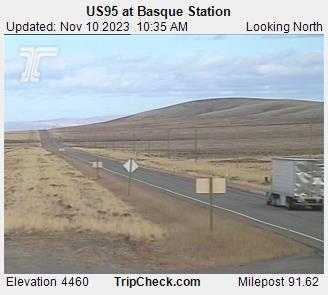 US95 at Basque Station
Updated: Nov 10 2023 10:35 AM
Looking North
Elevation 4460
TripCheck.com
Milepost 91.62